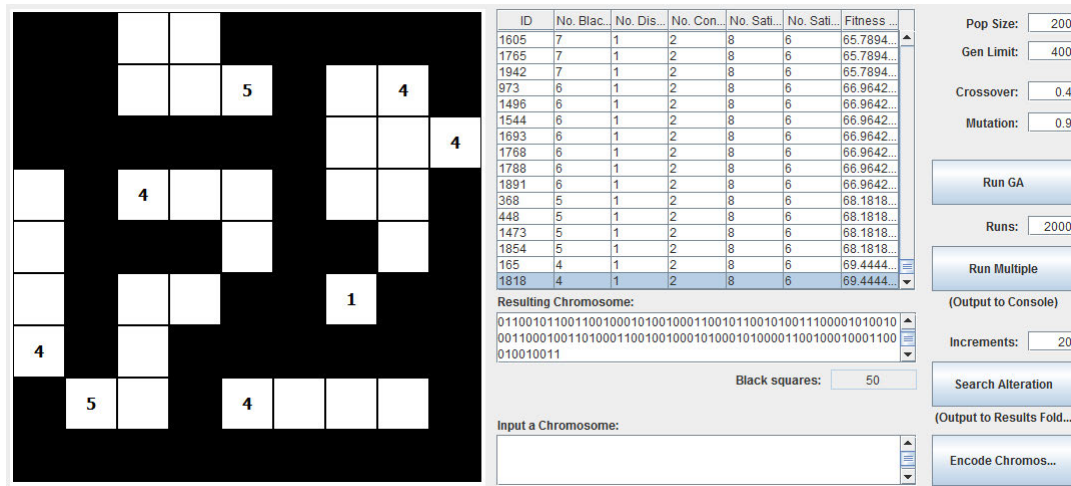 5 4
4
4
1
4
5 4
ID No. Blac... No. Dis... No. Con... No. Sati... No. Sati... Fitness ...
1605 7 1 2 8 6 65.7894...
1765 7 1 2 8 6 65.7894...
1942 7 1 2 8 6 65.7894...
973 6 1 2 8 6 66.9642...
1496 6 1 2 8 6 66.9642...
1544 6 1 2 8 6 66.9642...
1693 6 1 2 8 6 66.9642...
1768 6 1 2 8 6 66.9642...
1788 6 1 2 8 6 66.9642...
1891 6 1 2 8 6 66.9642...
368 5 1 2 8 6 68.1818...
448 5 1 2 8 6 68.1818...
1473 5 1 2 8 6 68.1818...
1854 5 1 2 8 6 68.1818...
165 4 1 2 8 6 69.4444...
1818 4 1 2 8 6 69.4444...
Resulting Chromosome:
01100101100110010001010010001100101100101001110000101001 0
001100010011010001100100100010100010100001100100010001100
010010011
Black squares: 50
Input a Chromosome:
Pop Size: 200
Gen Limit: 400
Crossover: 0.4
Mutation: 0.9
Run GA
Runs: 2000
Run Multiple
(Output to Console)
Increments: 20
Search Alteration
(Output to Results Fold...
Encode Chromos...